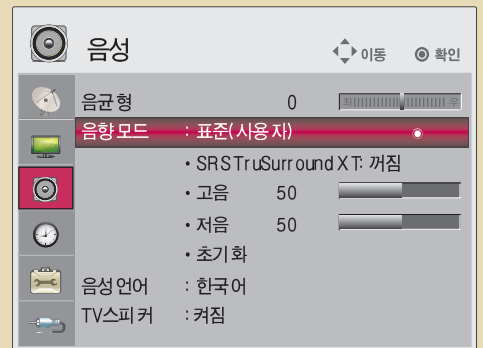 음성 이동 확인
음균형 0 좌 우
음향모드 : 표준(사용자)
• SRS TruSurround XT: 꺼짐
• 고음 50
• 저음 50
• 초기화
음성언어 : 한국어
TV스피커 : 켜짐